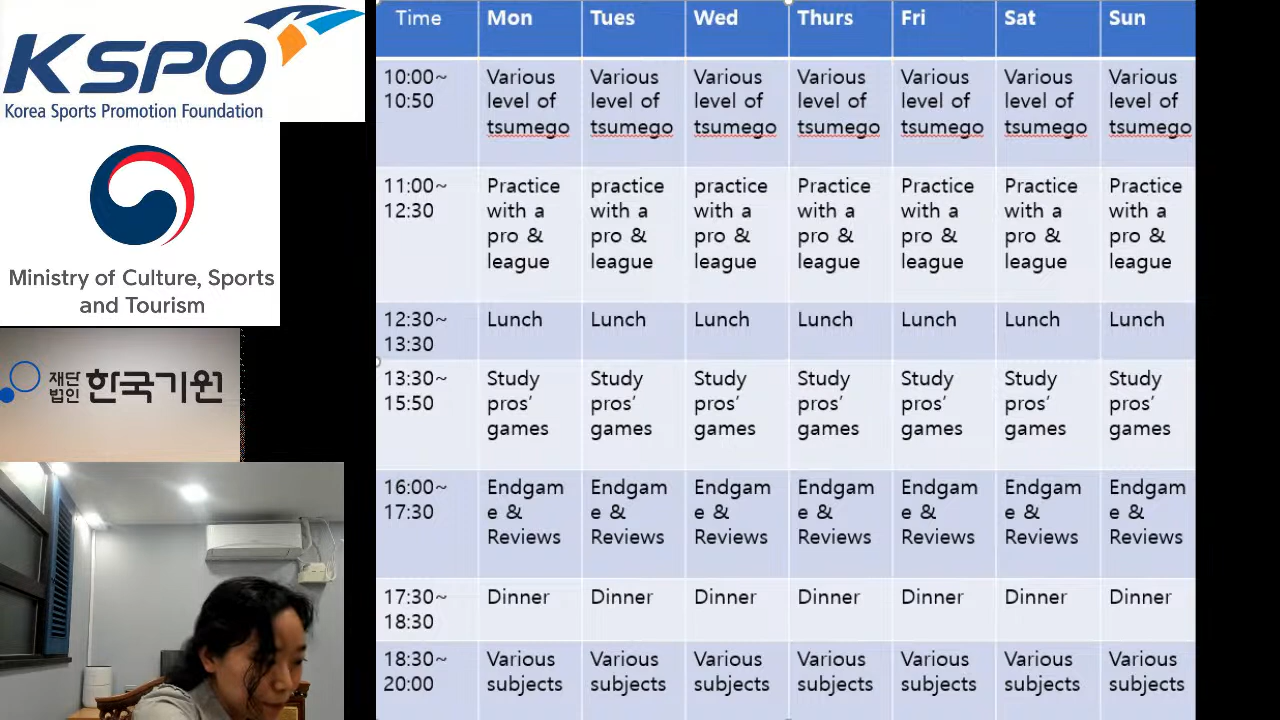 KSPO
Korea Sports Promotion Foundation
Ministry of Culture, Sports
and Tourism
재단
법인
한국기원
Time Mon Tues Wed Thurs Fri Sat Sun
10:00~ Various Various Various Various Various Various Various
10:50 level of level of level of level of level of level of level of
tsumego tsumego tsumego tsumego tsumego tsumego tsumego
11:00~ Practice practice practice Practice Practice Practice Practice
12:30 with a with a with a with a with a with a with a
pro & pro & pro & pro & pro & pro & pro &
league league league league league league league
12:30~ Lunch Lunch Lunch Lunch Lunch Lunch Lunch
13:30
13:30~ Study Study Study Study Study Study Study
15:50 pros’ pros’ pros’ pros’ pros’ pros’ pros’
games games games games games games games
16:00~ Endgam Endgam Endgam Endgam Endgam Endgam Endgam
17:30 e & e & e & e & e & e & e &
Reviews Reviews Reviews Reviews Reviews Reviews Reviews
17:30~ Dinner Dinner Dinner Dinner Dinner Dinner Dinner
18:30
18:30~ Various Various Various Various Various Various Various
20:00 subjects subjects subjects subjects subjects subjects subjects